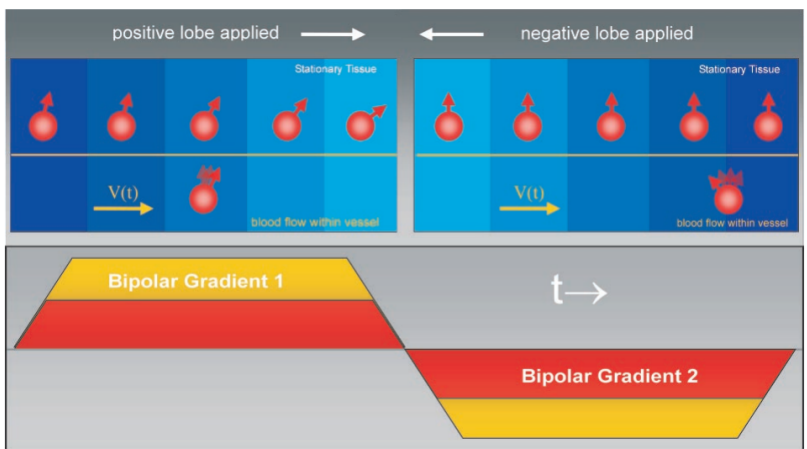 positive lobe applied
negative lobe applied
Stationary Tissue
Stationary Tissue
V(t)
blood flow within vessel
V(t)
blood flow within vessel
Bipolar Gradient 1
t→
Bipolar Gradient 2